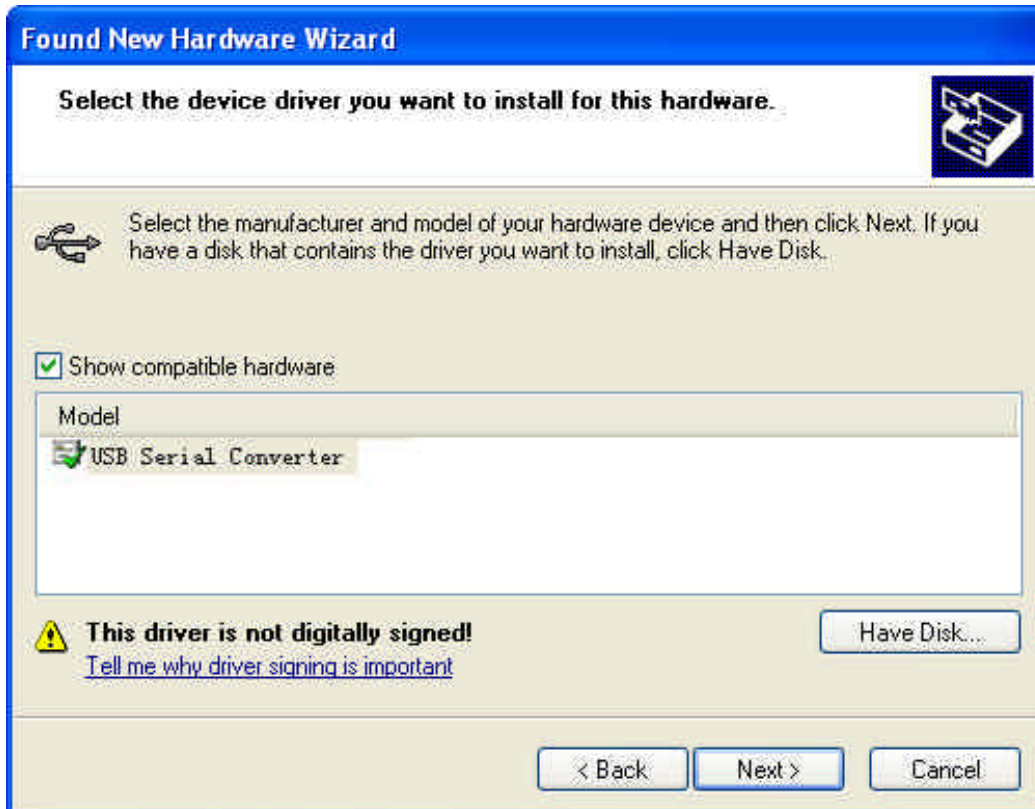 Found New Hardware Wizard
Select the device driver you want to install for this hardware.
Select the manufacturer and model of your hardware device and then click Next. If you
have a disk that contains the driver you want to install, click Have Disk.
Show compatible hardware
Model
USB Serial Converter
This driver is not digitally signed!
Have Disk...
Tell me why driver signing is important
< Back
Next >
Cancel